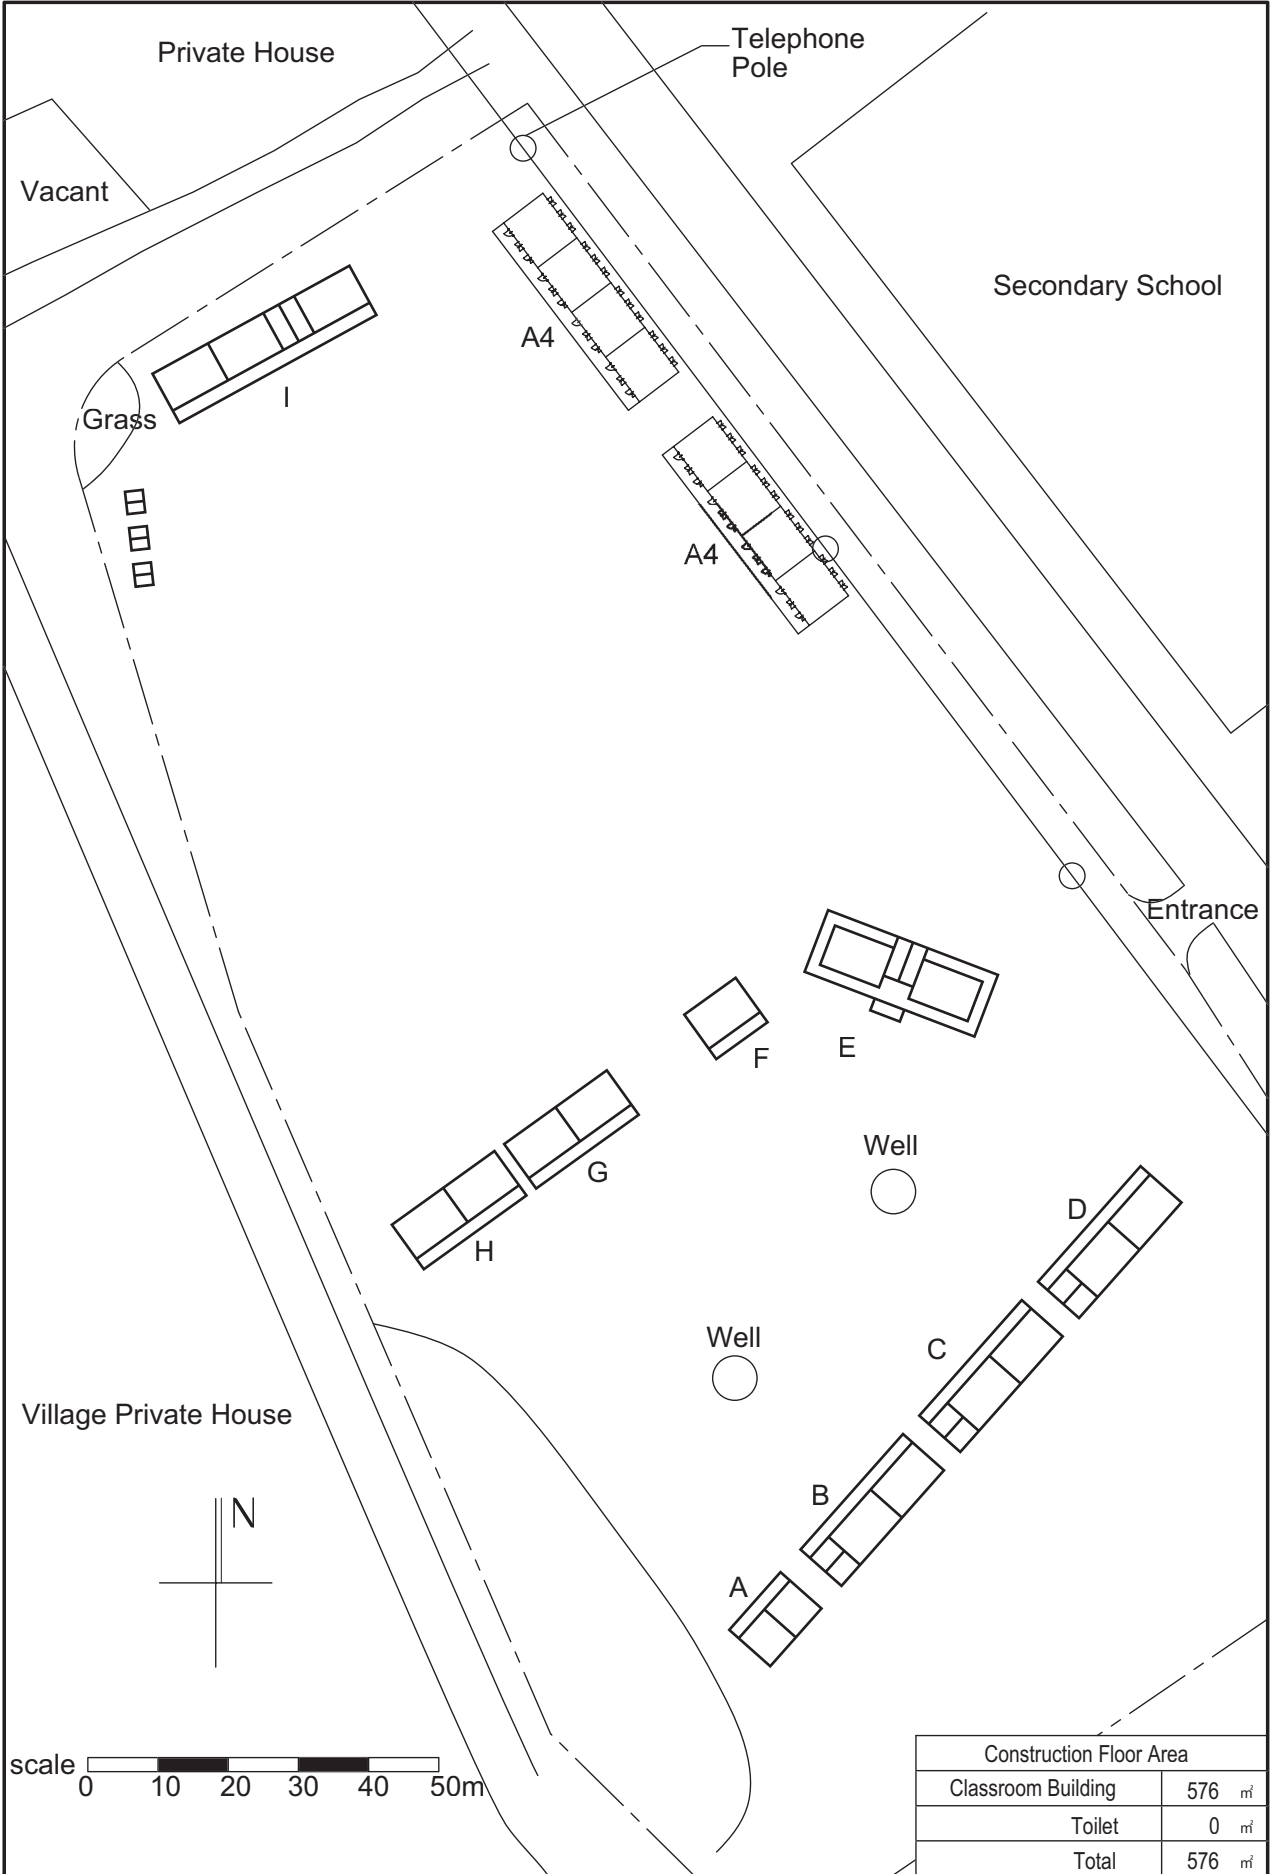 Private House
Telephone
Pole
Vacant
Secondary School
A4
I
Grass
A4
Entrance
E
F
Well
G
D
H
Well
C
Village Private House
B
N
A
scale
0 10 20 30 40 50m
Construction Floor Area
Classroom Building 576 ㎡
Toilet 0 ㎡
Total 576 ㎡